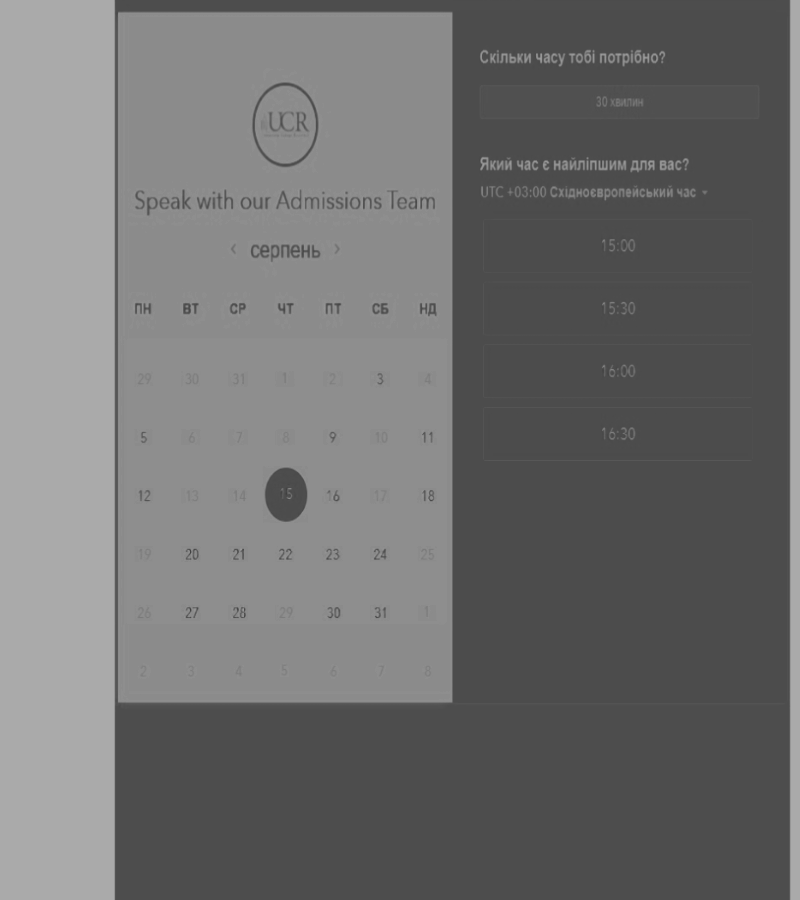 UCR
Speak with our Admissions Team
‹ серпень ›
ПН ВТ СР ЧТ ПТ СБ НД
29 30 31 1 2 3 4
5 6 7 8 9 10 11
12 13 14 15 16 17 18
19 20 21 22 23 24 25
26 27 28 29 30 31 1
2 3 4 5 6 7 8
Скільки часу тобі потрібно?
30 хвилин
Який час є найліпшим для вас?
UTC +03:00 Східноєвропейський час
15:00
15:30
16:00
16:30